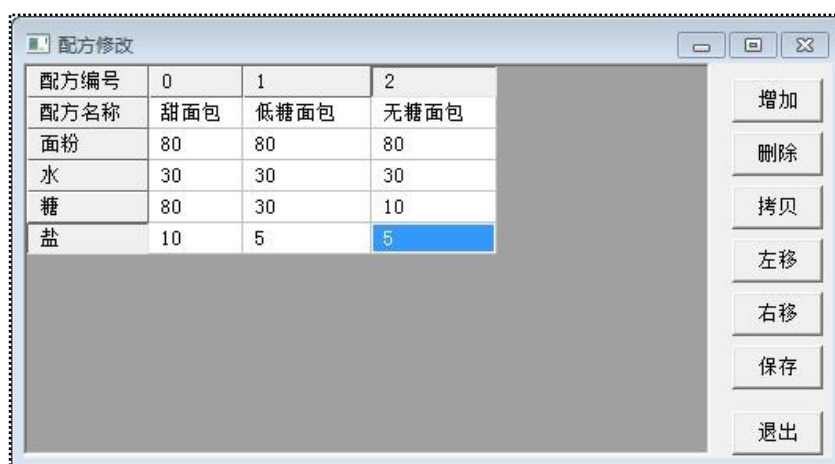 配方修改
配方编号 0 1 2
配方名称 甜面包 低糖面包 无糖面包
面粉 80 80 80
水 30 30 30
糖 80 30 10
盐 10 5 5
增加
删除
拷贝
左移
右移
保存
退出